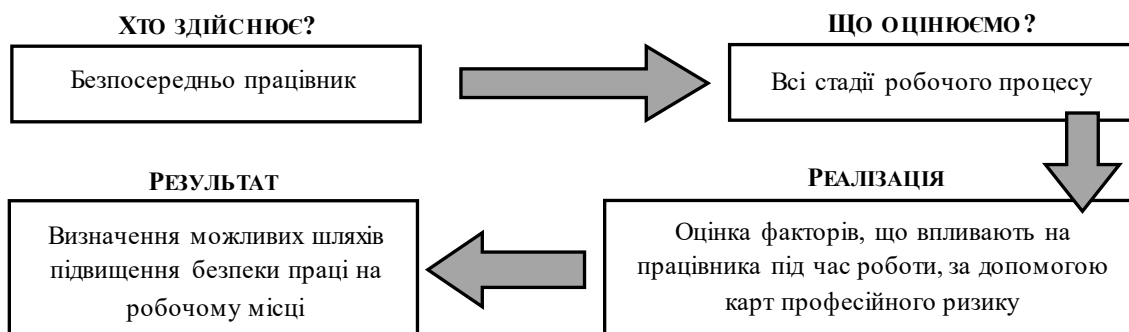 ХТО ЗДІЙСНЮЄ?
Безпосередньо працівник
ЩО ОЦІНЮЄМО?
Всі стадії робочого процесу
РЕАЛІЗАЦІЯ
Оцінка факторів, що впливають на
працівника під час роботи, за допомогою
карт професійного ризику
РЕЗУЛЬТАТ
Визначення можливих шляхів
підвищення безпеки праці на
робочому місці